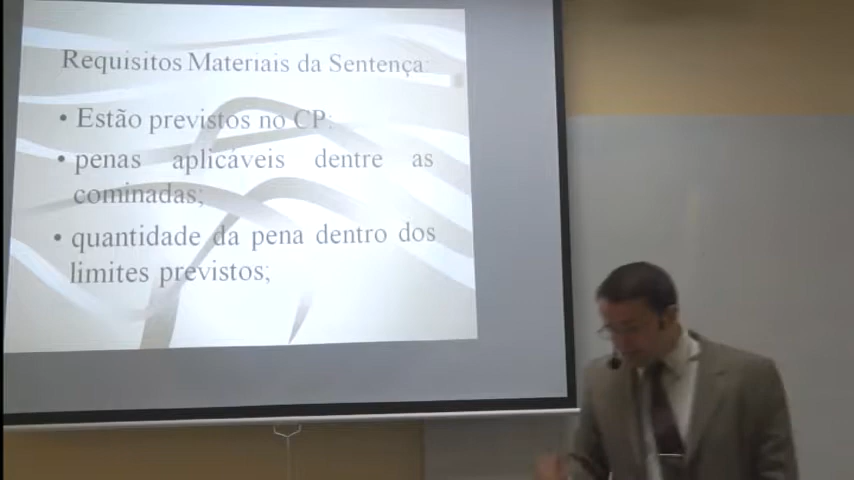 Requisitos Materiais da Sentença:
• Estão previstos no CP:
• penas aplicáveis dentre as
cominadas;
• quantidade da pena dentro dos
limites previstos;